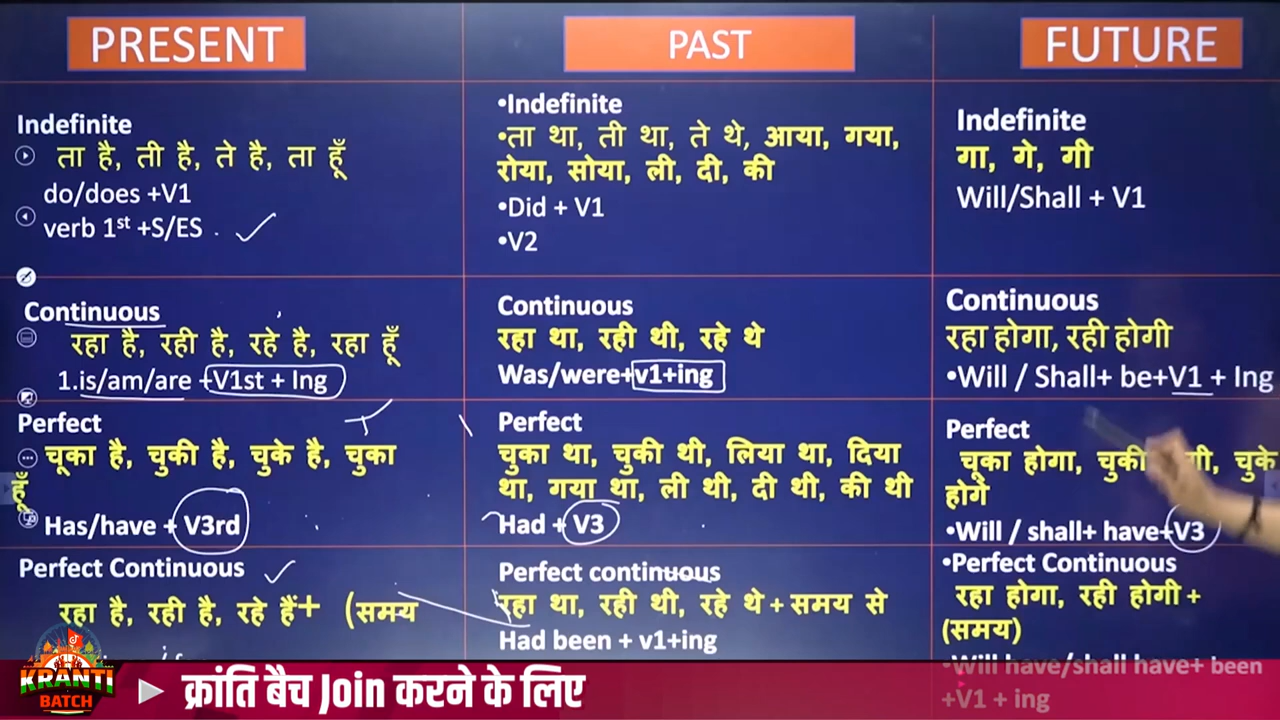 PRESENT
PAST
FUTURE
Indefinite
ता है, ती है, ते है, ता हूँ
do/does +V1
verb 1st +S/ES .
•Indefinite
•ता था, ती था, ते थे, आया, गया,
रोया, सोया, ली, दी, की
•Did + V1
•V2
Indefinite
गा, गे, गी
Will/Shall + V1
Continuous
रहा है, रही है, रहे है, रहा हूँ
1.is/am/are +V1st + Ing
Continuous
रहा था, रही थी, रहे थे
Was/were+v1+ing
Continuous
रहा होगा, रही होगी
•Will / Shall+ be+V1 + Ing
Perfect
चूका है, चुकी है, चुके है, चुका
हूँ
Has/have + V3rd
Perfect
चुका था, चुकी थी, लिया था, दिया
था, गया था, ली थी, दी थी, की थी
Had + V3
Perfect
चूका होगा, चुकी चुके
होगें
•Will / shall+ have+V3
Perfect Continuous
रहा है, रही है, रहे हैं+ (समय
Perfect continuous
रहा था, रही थी, रहे थे+समय से
Had been + v1+ing
•Perfect Continuous
रहा होगा, रही होगी +
(समय)
•Will have/shall have+ been
+V1 + ing
KRANTI
BATCH
क्रांति बैच Join करने के लिए